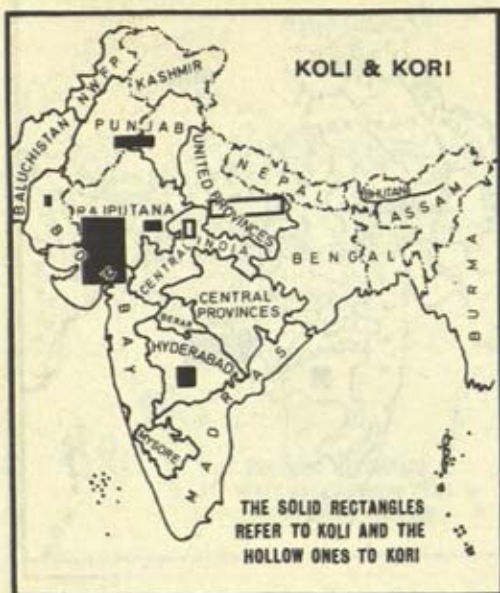 KOLI & KORI
KASHMIR
NWFP
PUNJAB
BALUCHISTAN
UNITED PROVINCES
NEPAL
BHUTAN
ASSAM
RAJPUTANA
BOMBAY
CENTRAL INDIA
BENGAL
BURMA
CENTRAL
PROVINCES
BERAR
HYDERABAD
MADRAS
MYSORE
THE SOLID RECTANGLES
REFER TO KOLI AND THE
HOLLOW ONES TO KORI